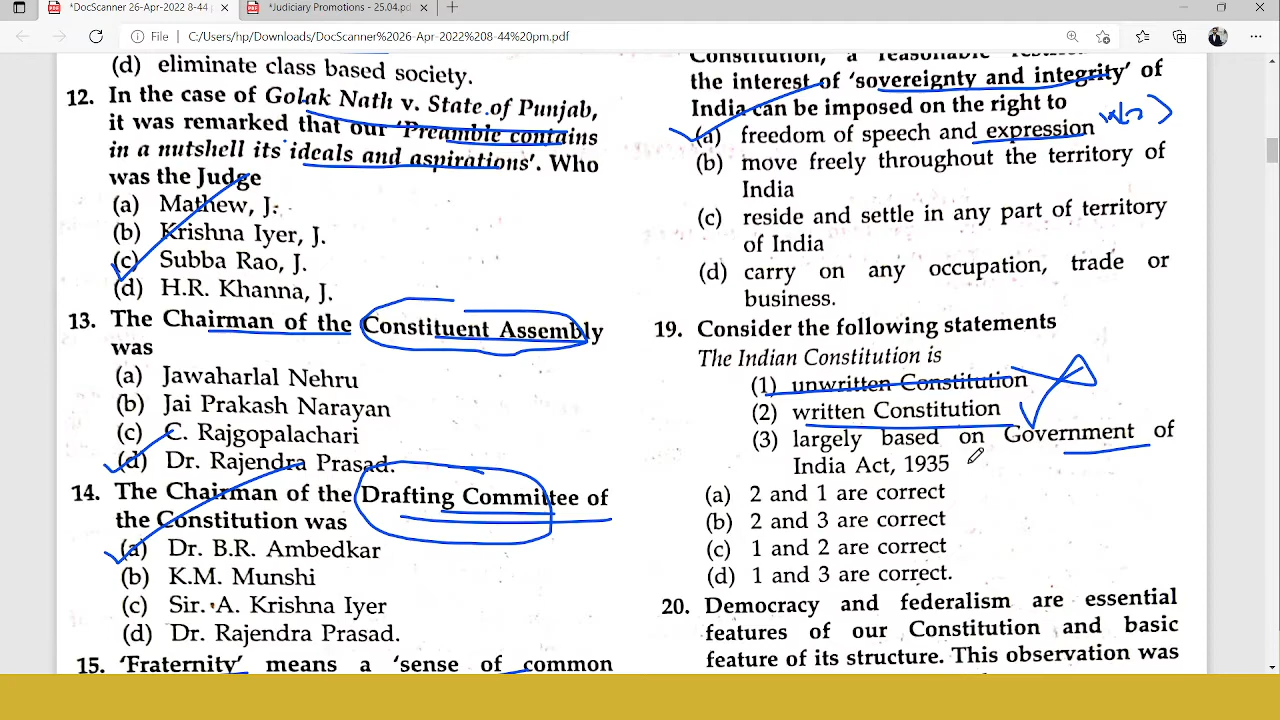 *DocScanner 26-Apr-2022 8-44
*Judiciary Promotions - 25.04.pd
File
C:/Users/hp/Downloads/DocScanner%2026-Apr-2022%208-44%20pm.pdf
(d) eliminate class based society.
12. In the case of Golak Nath v. State of Punjab,
it was remarked that our 'Preamble contains
in a nutshell its ideals and aspirations'. Who
was the Judge
(a) Mathew, J.
(b) Krishna Iyer, J.
(c) Subba Rao, J.
(d) H.R. Khanna, J.
13. The Chairman of the Constituent Assembly
was
(a) Jawaharlal Nehru
(b) Jai Prakash Narayan
(c) C. Rajgopalachari
(d) Dr. Rajendra Prasad.
14. The Chairman of the Drafting Committee of
the Constitution was
(a) Dr. B.R. Ambedkar
(b) K.M. Munshi
(c) Sir. A. Krishna Iyer
(d) Dr. Rajendra Prasad.
15. 'Fraternity' means a 'sense of common
Constitution, a reasonable
the interest of 'sovereignty and integrity' of
India can be imposed on the right to
(a) freedom of speech and expression
(b) move freely throughout the territory of
India
(c) reside and settle in any part of territory
of India
(d) carry on any occupation, trade or
business.
19. Consider the following statements
The Indian Constitution is
(1) unwritten Constitution
(2) written Constitution
(3) largely based on Government of
India Act, 1935
(a) 2 and 1 are correct
(b) 2 and 3 are correct
(c) 1 and 2 are correct
(d) 1 and 3 are correct.
20. Democracy and federalism are essential
features of our Constitution and basic
feature of its structure. This observation was